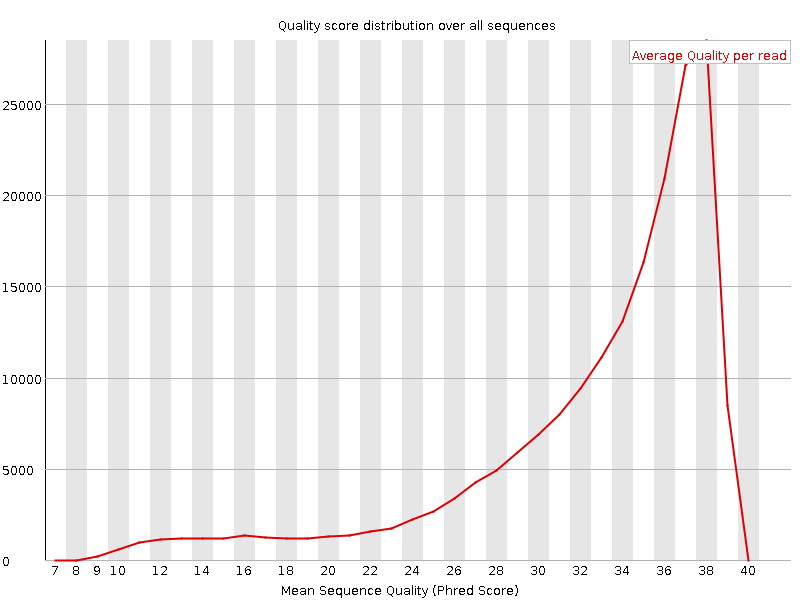 Quality score distribution over all sequences
Average Quality per read
25000
20000
15000
10000
5000
0
7 8 9 10 12 14 16 18 20 22 24 26 28 30 32 34 36 38 40
Mean Sequence Quality (Phred Score)